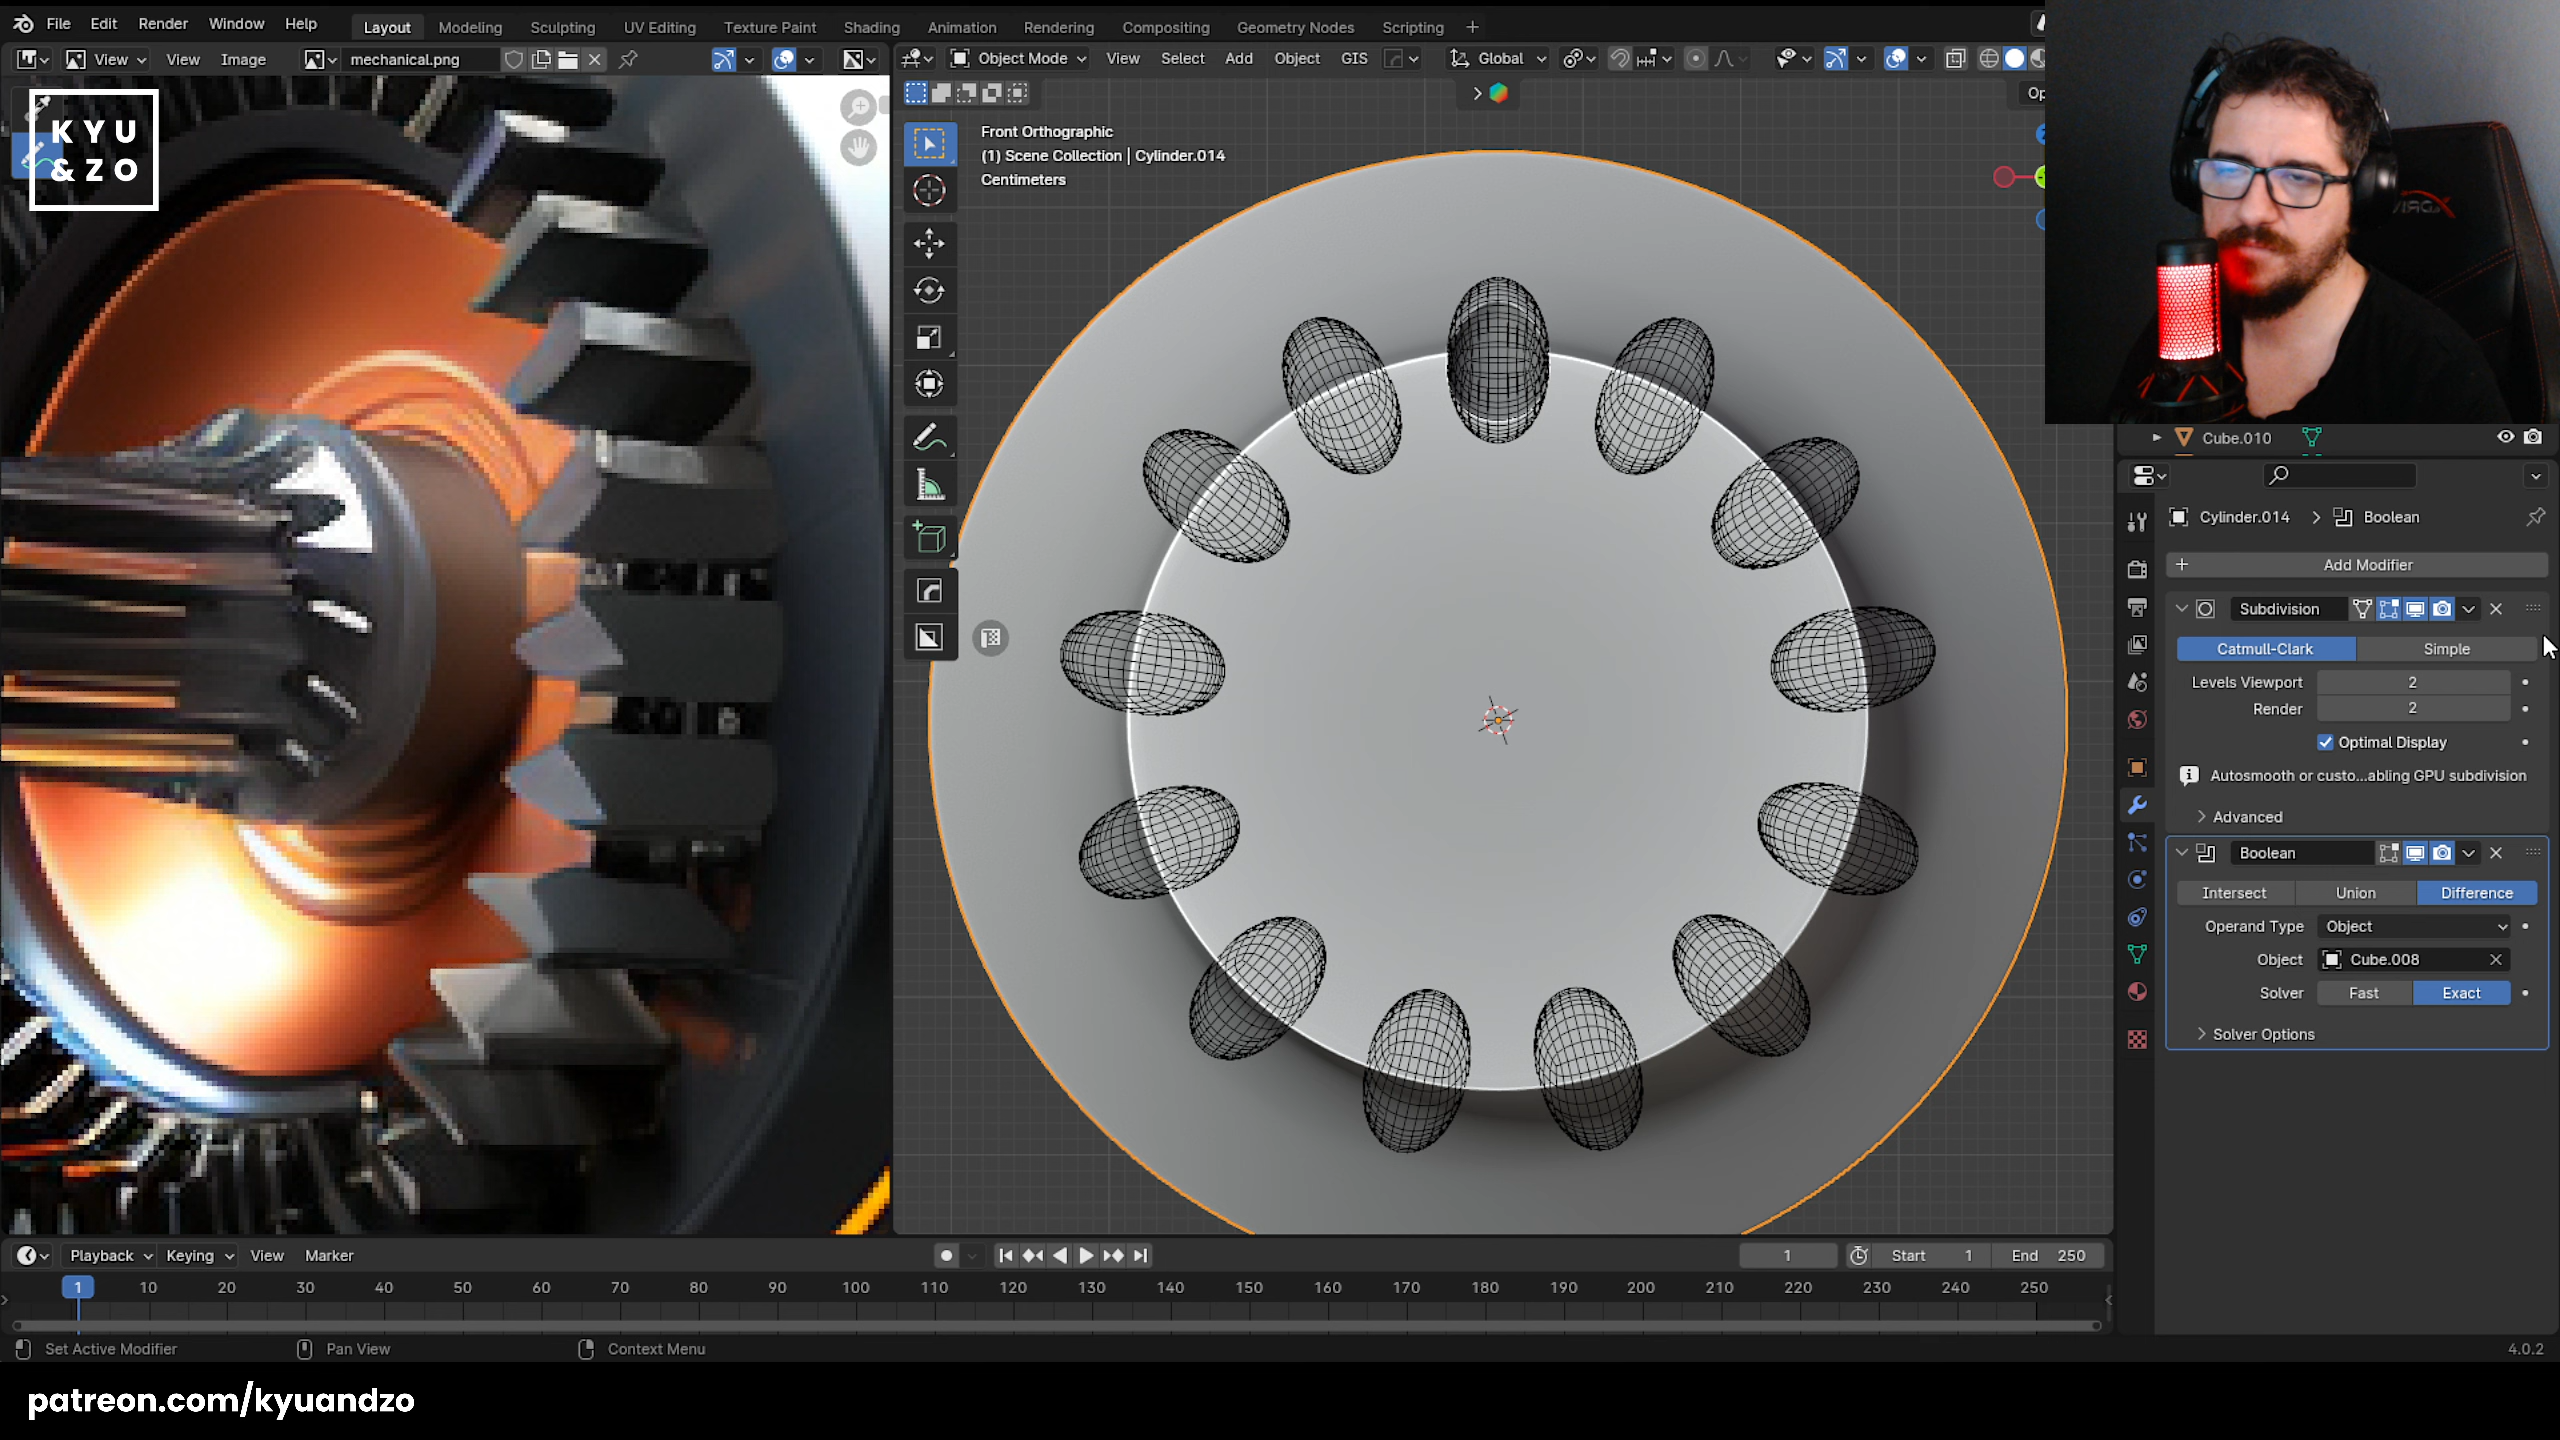 File Edit Render Window Help Layout Modeling Sculpting UV Editing Texture Paint Shading Animation Rendering Compositing Geometry Nodes Scripting
View View Image mechanical.png
Object Mode View Select Add Object GIS Global
KYU
&ZO
Front Orthographic
(1) Scene Collection | Cylinder.014
Centimeters
Cube.010
Cylinder.014 > Boolean
Add Modifier
Subdivision
Catmull-Clark Simple
Levels Viewport 2
Render 2
Optimal Display
Autosmooth or custo...abling GPU subdivision
Advanced
Boolean
Intersect Union Difference
Operand Type Object
Object Cube.008
Solver Fast Exact
Solver Options
Playback Keying View Marker 1 Start 1 End 250
1 10 20 30 40 50 60 70 80 90 100 110 120 130 140 150 160 170 180 190 200 210 220 230 240 250
Set Active Modifier Pan View Context Menu 4.0.2
patreon.com/kyuandzo